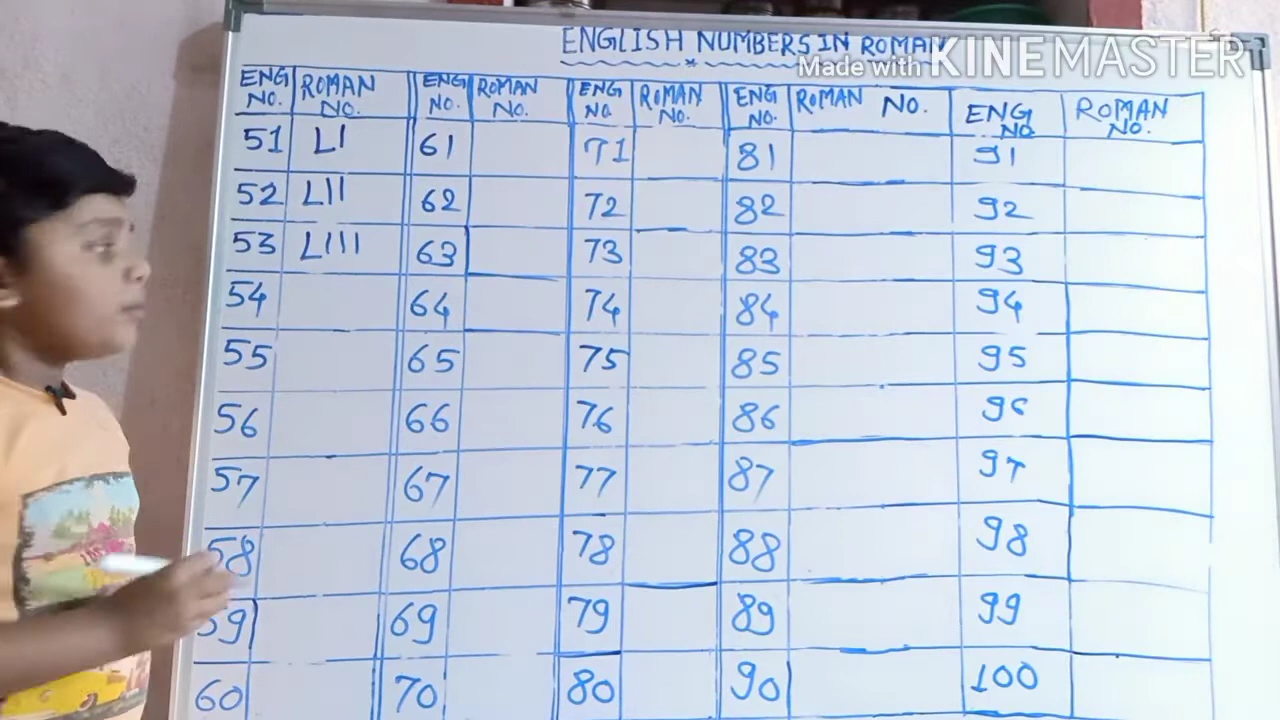 ENGLISH NUMBERS IN ROMAN
Made with KINEMASTER
ENG NO. ROMAN NO. ENG NO. ROMAN NO. ENG NO. ROMAN NO. ENG NO. ROMAN NO. ENG NO ROMAN NO.
51 LI 61 71 81 91
52 LII 62 72 82 92
53 LIII 63 73 83 93
54 64 74 84 94
55 65 75 85 95
56 66 76 86 96
57 67 77 87 97
58 68 78 88 98
59 69 79 89 99
60 70 80 90 100